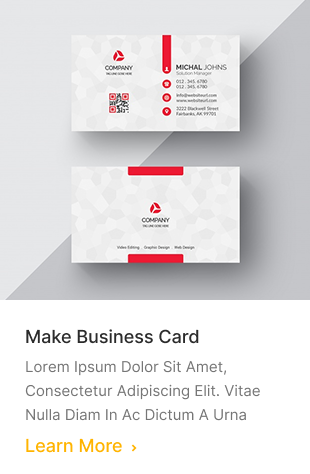 COMPANY
TAG LINE GOES HERE
MICHAL JOHNS
Solution Manager
012 . 345. 6780
012 . 345. 6780
info@websiteurl.com
www.websiteurl.com
3222 Blackwell Street
Fairbanks, AK 99701
COMPANY
TAG LINE GOES HERE
Video Editing Graphic Design Web Design
Make Business Card
Lorem Ipsum Dolor Sit Amet,
Consectetur Adipiscing Elit. Vitae
Nulla Diam In Ac Dictum A Urna
Learn More ›